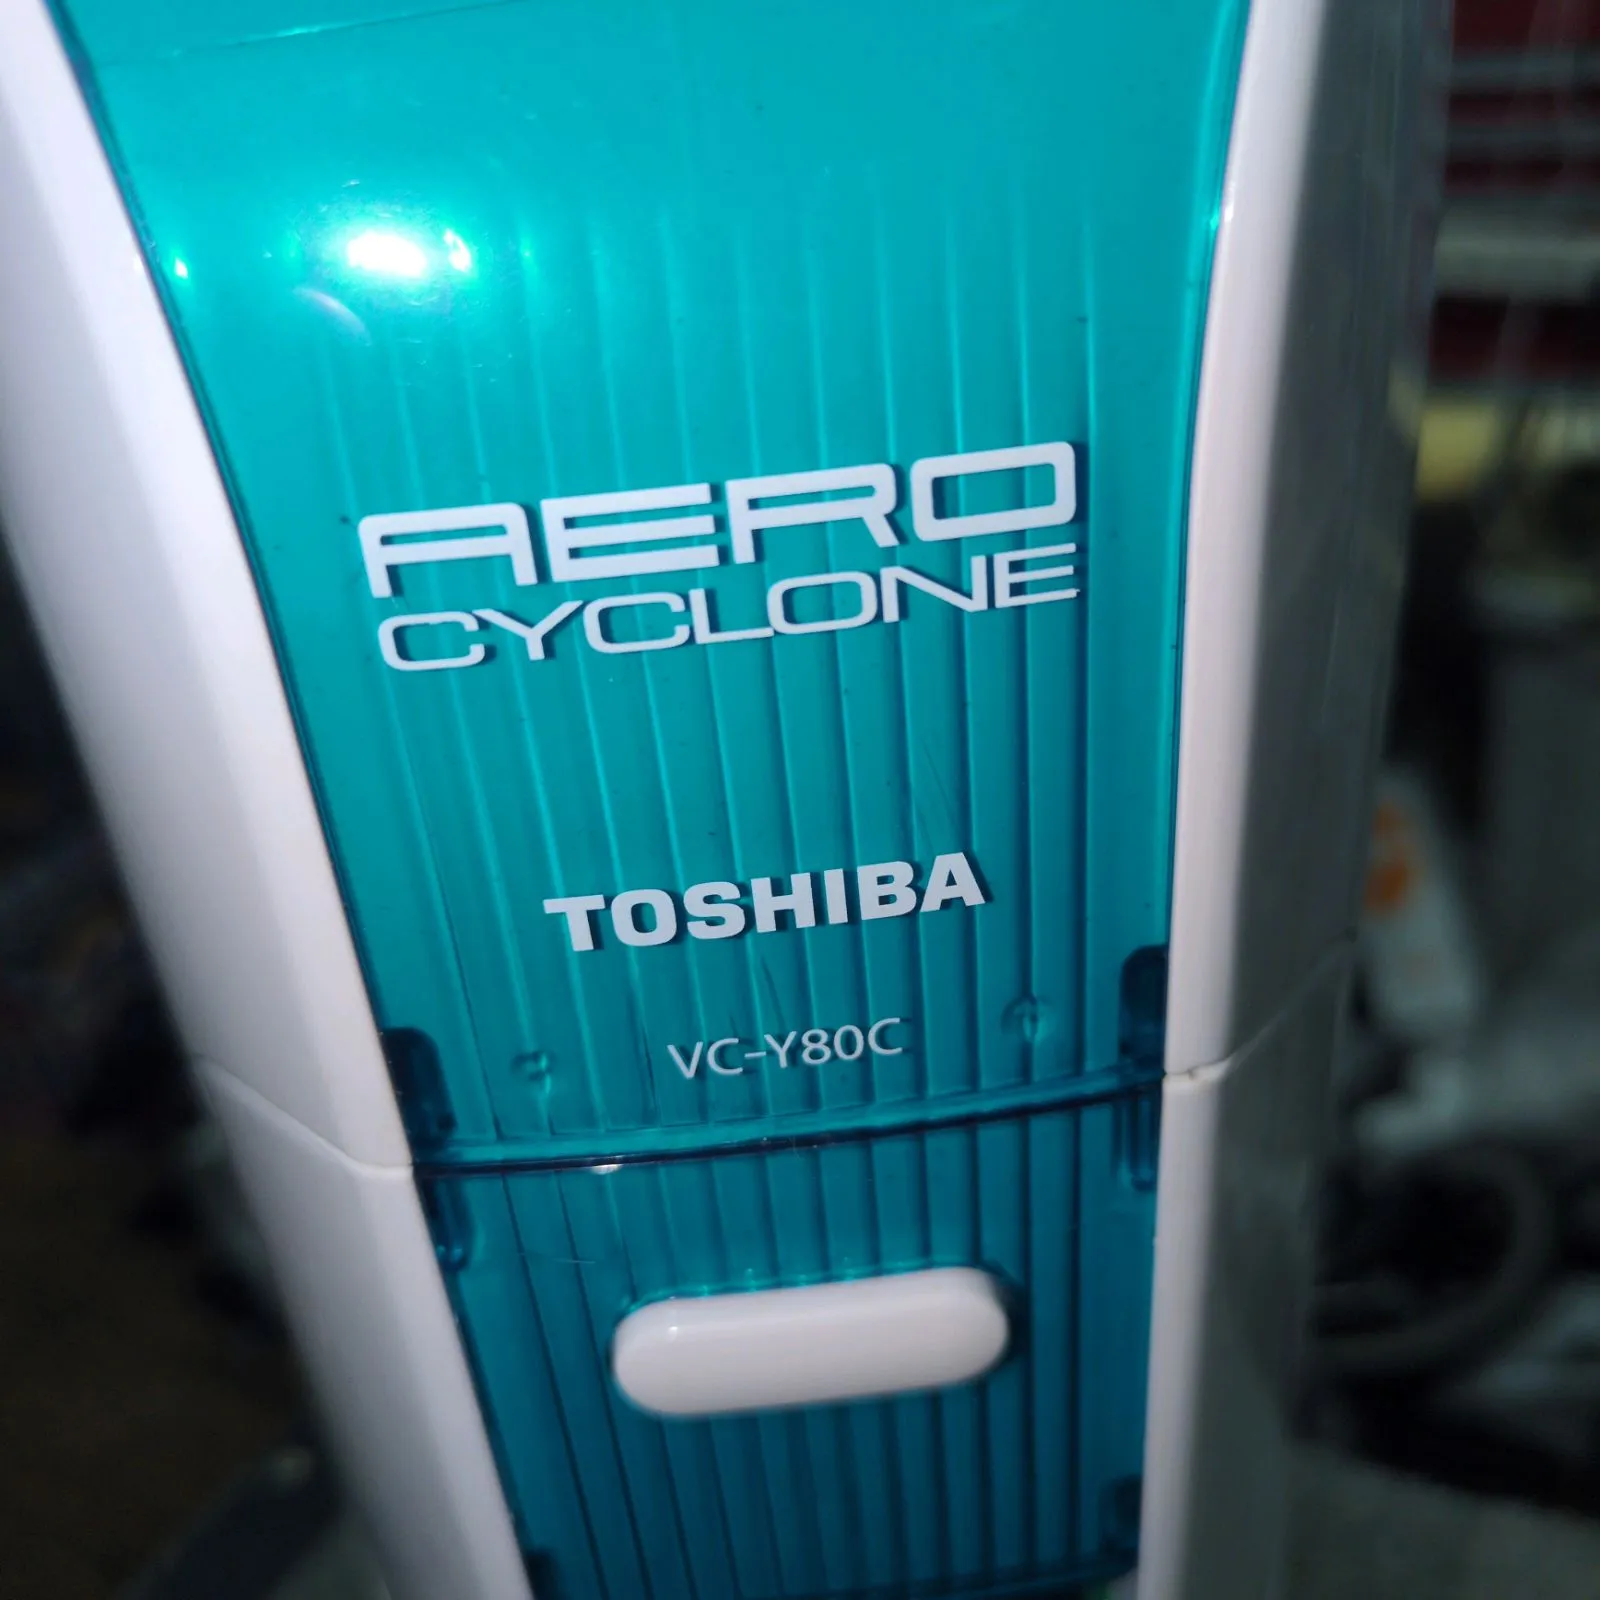 AERO
CYCLONE
TOSHIBA
VC-Y80C